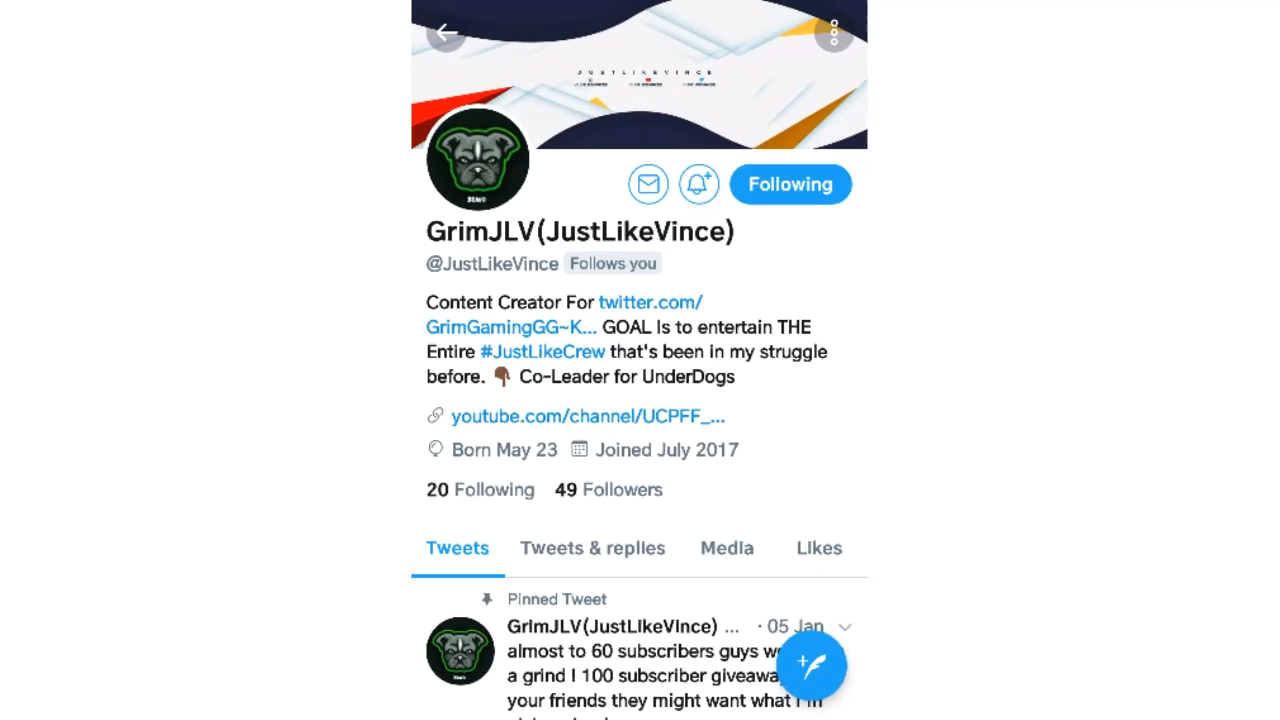 JUSTLIKEVINCE
Following
GrimJLV(JustLikeVince)
@JustLikeVince Follows you
Content Creator For twitter.com/
GrimGamingGG~K... GOAL Is to entertain THE
Entire #JustLikeCrew that's been in my struggle
before. 👇🏾 Co-Leader for UnderDogs
youtube.com/channel/UCPFF_...
Born May 23 Joined July 2017
20 Following 49 Followers
Tweets Tweets & replies Media Likes
Pinned Tweet
GrimJLV(JustLikeVince) ... · 05 Jan
almost to 60 subscribers guys
a grind I 100 subscriber
your friends they might want what I